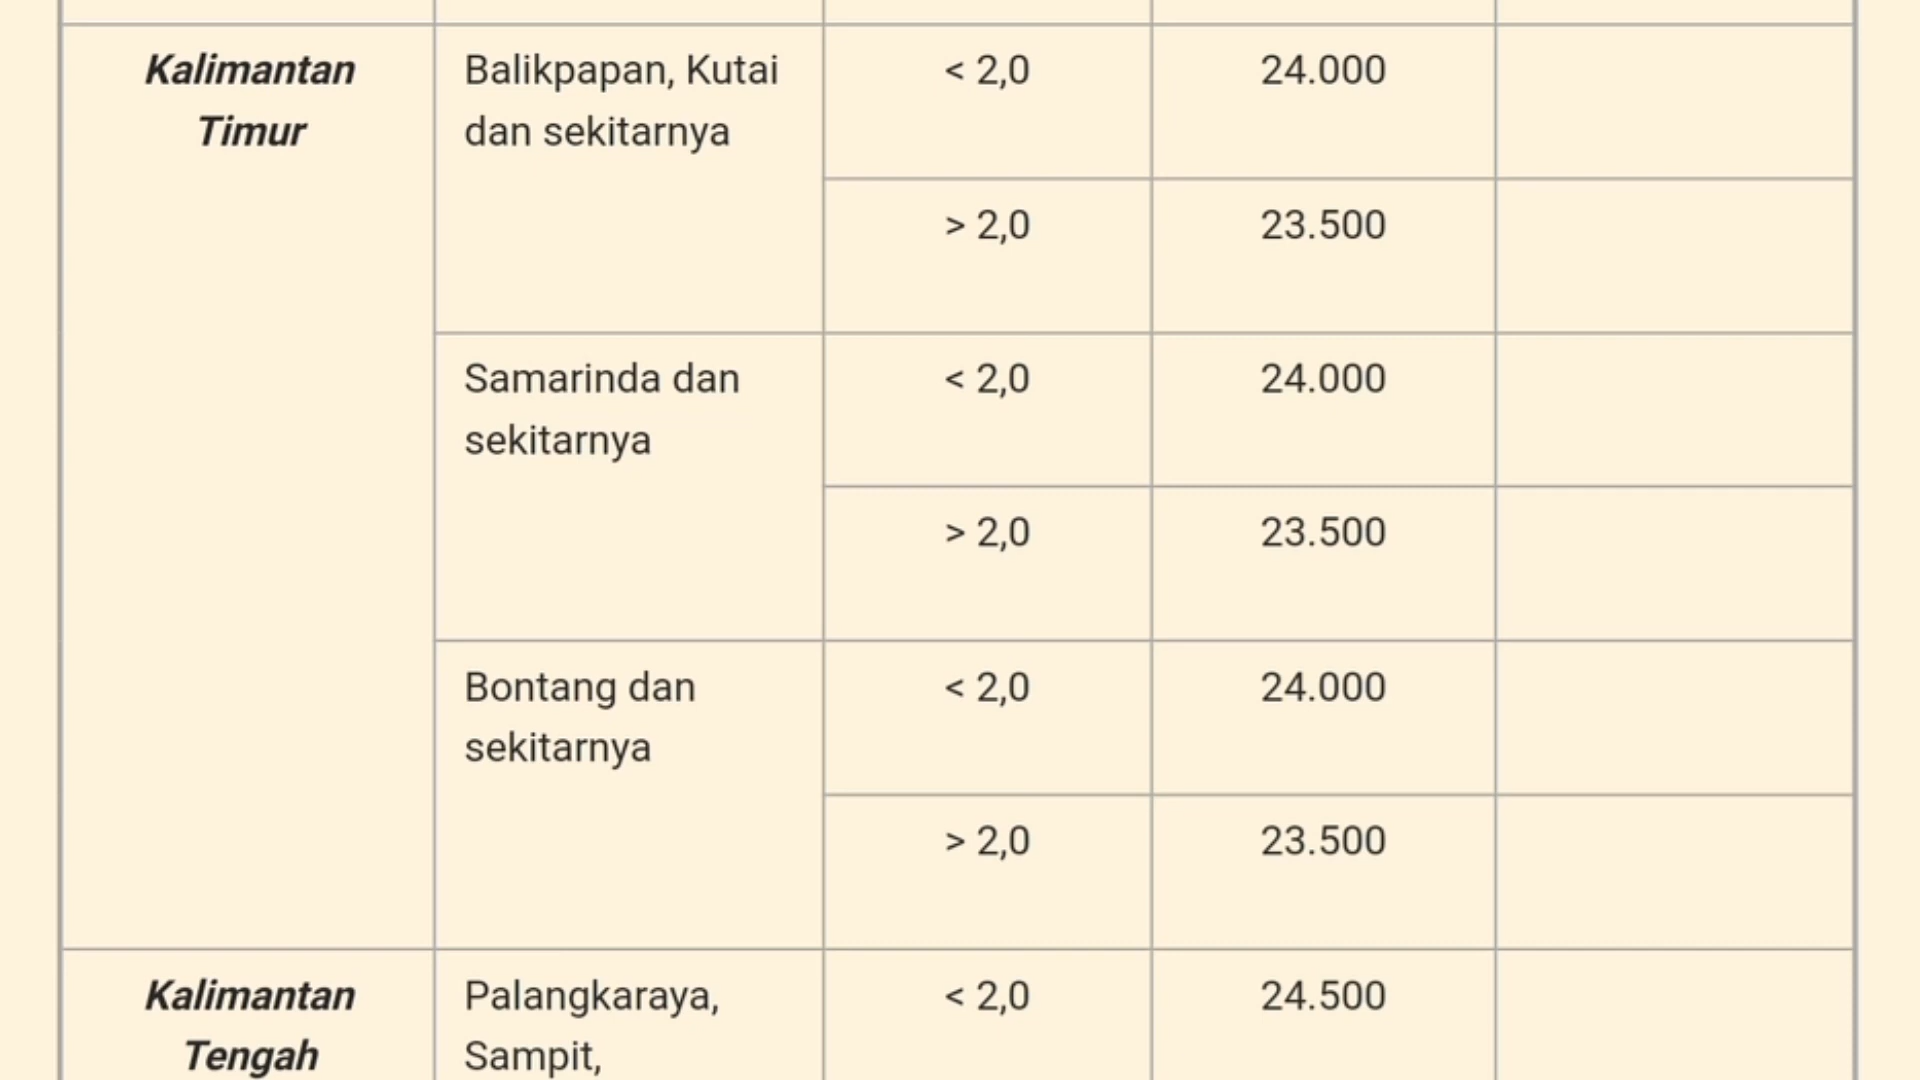 Kalimantan
Timur
Balikpapan, Kutai
dan sekitarnya
< 2,0
24.000
> 2,0
23.500
Samarinda dan
sekitarnya
< 2,0
24.000
> 2,0
23.500
Bontang dan
sekitarnya
< 2,0
24.000
> 2,0
23.500
Kalimantan
Tengah
Palangkaraya,
Sampit,
< 2,0
24.500